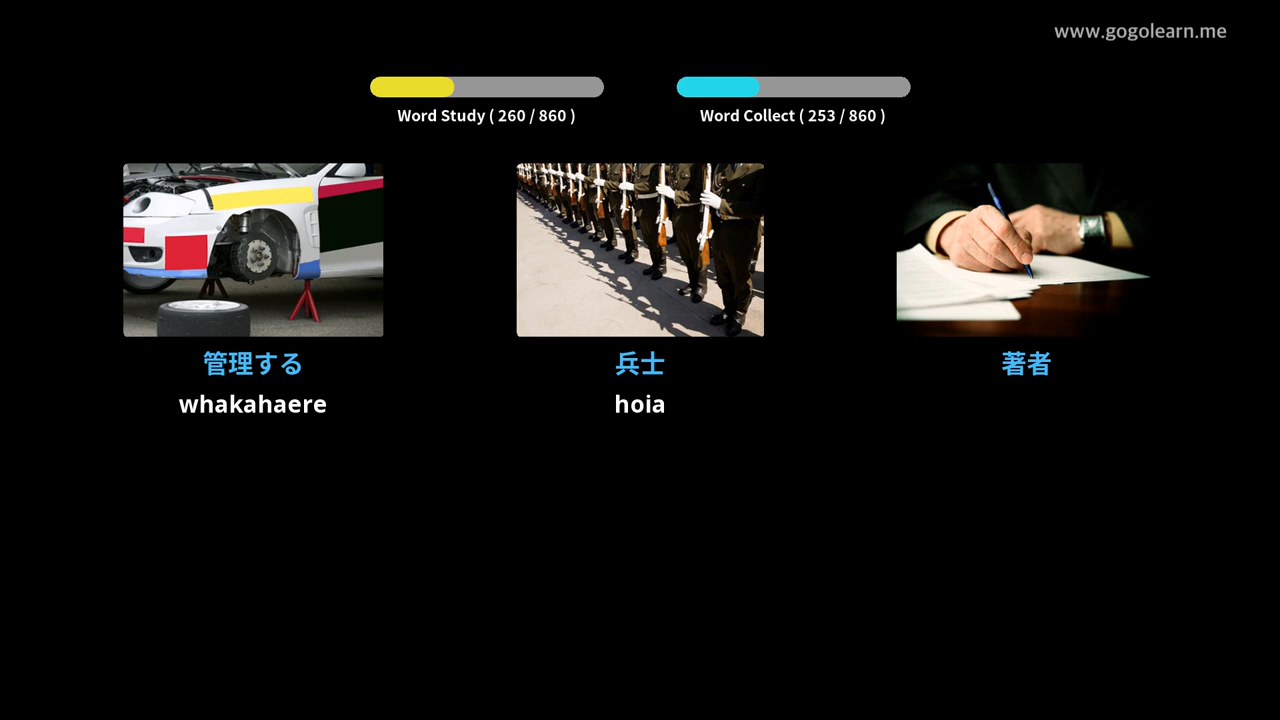 www.gogolearn.me
Word Study ( 260 / 860 )
Word Collect ( 253 / 860 )
管理する
兵士
著者
whakahaere
hoia